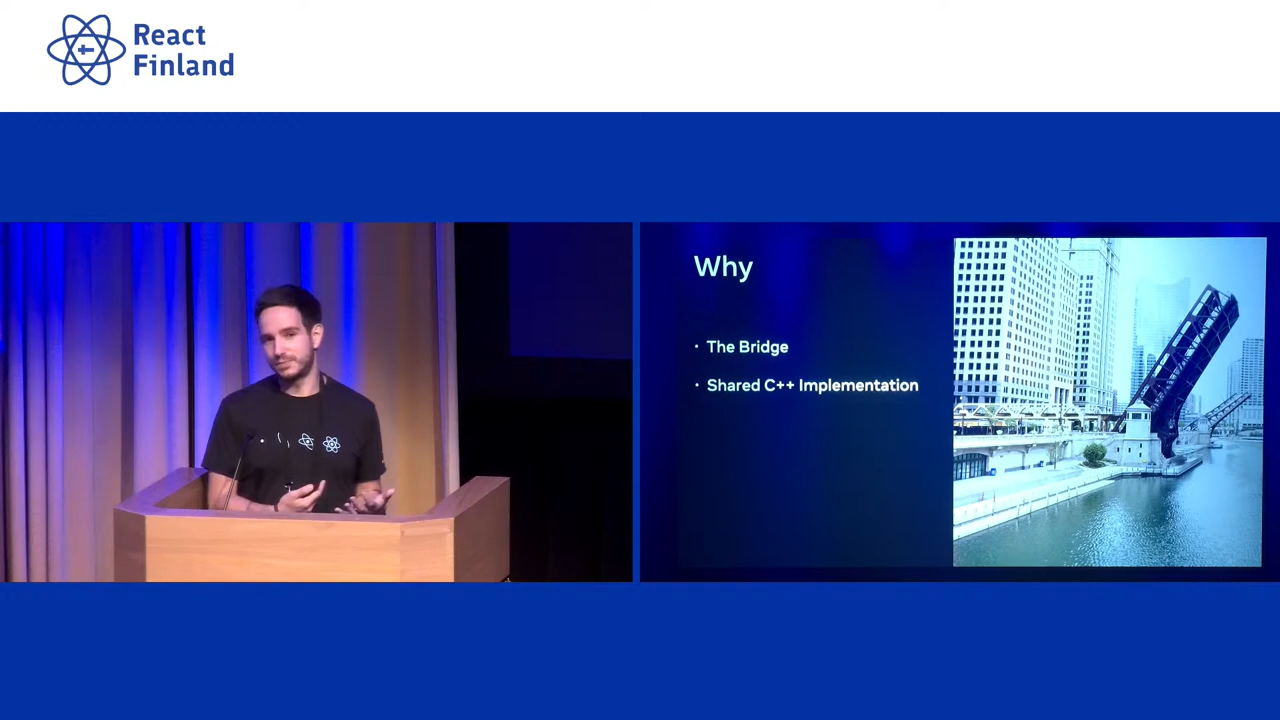 React
Finland
Why
· The Bridge
· Shared C++ Implementation